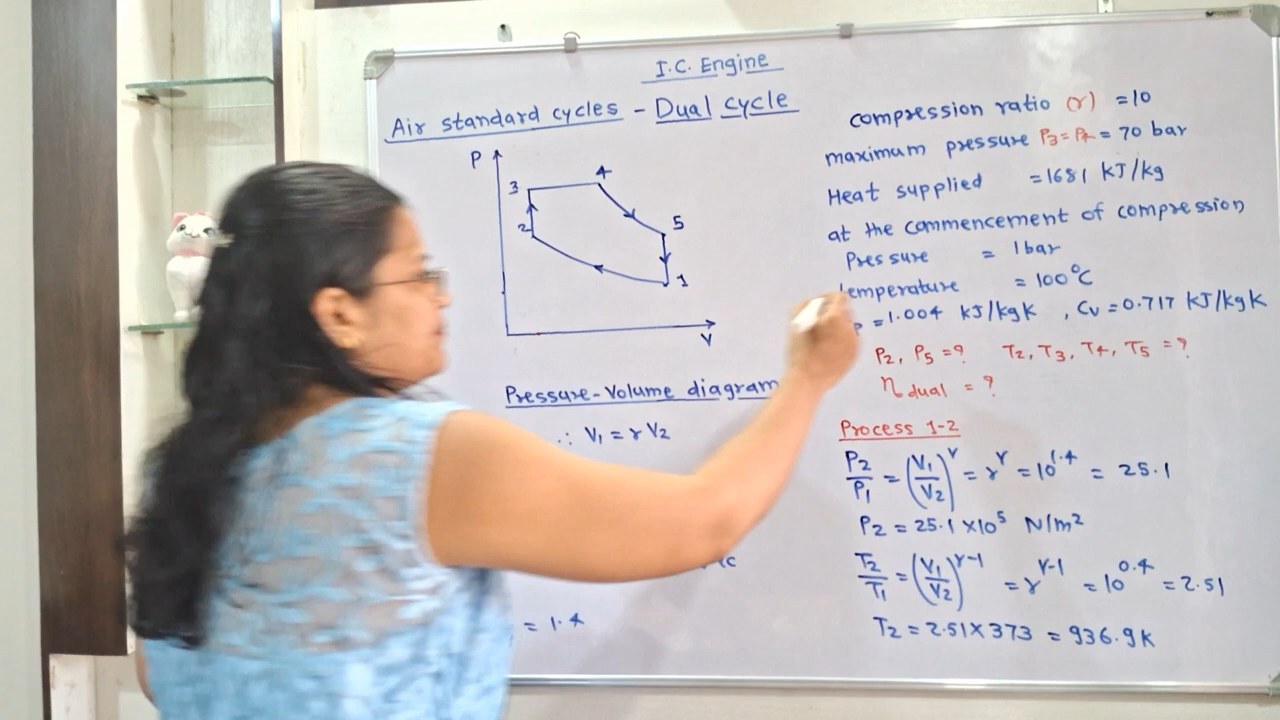 I.C. Engine
Air standard cycles - Dual cycle
P
3
4
2
5
1
V
Pressure-Volume diagram
∴ V₁ = r V₂
= 1.4
compression ratio (r) = 10
maximum pressure P₃ = P₄ = 70 bar
Heat supplied = 1681 kJ/kg
at the commencement of compression
Pressure = 1 bar
temperature = 100°C
= 1.004 kJ/kgK , Cv = 0.717 kJ/kgK
P₂, P₅ = ? T₂, T₃, T₄, T₅ = ?
η dual = ?
Process 1-2
P₂/P₁ = (V₁/V₂)^γ = r^γ = 10^1.4 = 25.1
P₂ = 25.1 × 10⁵ N/m²
T₂/T₁ = (V₁/V₂)^γ-1 = r^γ-1 = 10^0.4 = 2.51
T₂ = 2.51 × 373 = 936.9 K